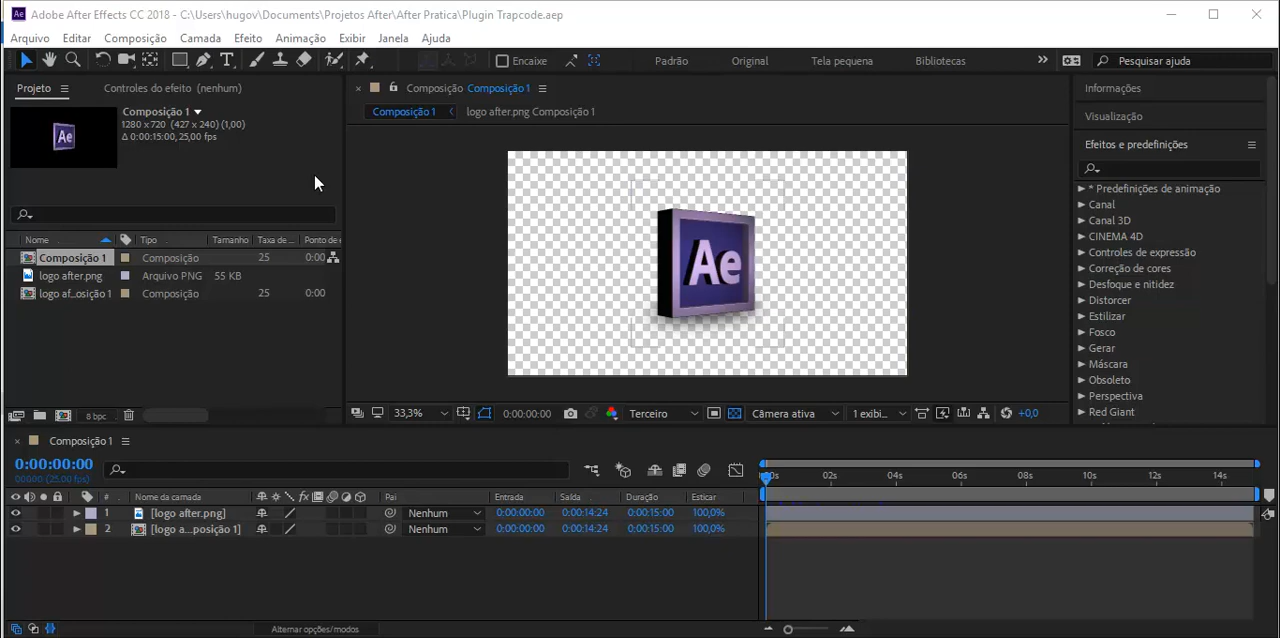 Adobe After Effects CC 2018 - C:\Users\hugov\Documents\Projetos After\After Pratica\Plugin Trapcode.aep
Arquivo Editar Composição Camada Efeito Animação Exibir Janela Ajuda
Encaixe Padrão Original Tela pequena Bibliotecas Pesquisar ajuda
Projeto Controles do efeito (nenhum)
Composição Composição 1
Informações
Composição 1
1280 x 720 (427 x 240) (1,00)
Δ 0:00:15:00, 25,00 fps
Composição 1 logo after.png Composição 1
Visualização
Efeitos e predefinições
* Predefinições de animação
Canal
Canal 3D
CINEMA 4D
Controles de expressão
Correção de cores
Desfoque e nitidez
Distorcer
Estilizar
Fosco
Gerar
Máscara
Obsoleto
Perspectiva
Red Giant
Ae
Ae
Nome Tipo Tamanho Taxa de ... Ponto de e
Composição 1 Composição 25 0:00
logo after.png Arquivo PNG 55 KB
logo af...osição 1 Composição 25 0:00
8 bpc
33,3% 0:00:00:00 Terceiro Câmera ativa 1 exibi... +0,0
Composição 1
0:00:00:00
00000 (25.00 fps)
# Nome da camada Pai Entrada Saída Duração Esticar
02s 04s 06s 08s 10s 12s 14s
1 [logo after.png] Nenhum 0:00:00:00 0:00:14:24 0:00:15:00 100,0%
2 [logo a...posição 1] Nenhum 0:00:00:00 0:00:14:24 0:00:15:00 100,0%
Alternar opções/modos